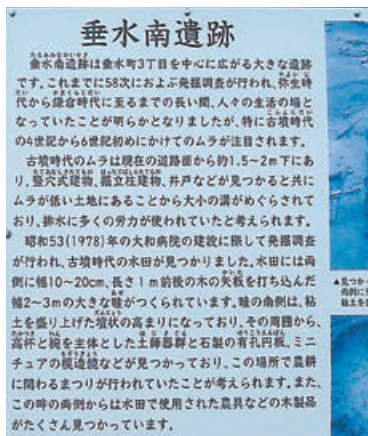 垂水南遺跡
垂水南遺跡は垂水町3丁目を中心に広がる大きな遺跡
です。これまでに58次におよぶ発掘調査が行われ、弥生時
代から鎌倉時代に至るまでの長い間、人々の生活の場と
なっていたことが明らかとなりましたが、特に古墳時代
の4世紀から6世紀初めにかけてのムラが注目されます。
古墳時代のムラは現在の道路面から約1.5~2m下にあ
り、竪穴式建物、掘立柱建物、井戸などが見つかると共に
ムラが低い土地にあることから大小の溝がめぐらされて
おり、排水に多くの労力が使われていたと考えられます。
昭和53(1978)年の大和病院の建設に際して発掘調査
が行われ、古墳時代の水田が見つかりました。水田には両
側に幅10~20cm、長さ1m前後の木の矢板を打ち込んだ
幅2~3mの大きな畦がつくられています。畦の南側は、粘
土を盛り上げた壇状の高まりになっており、その周囲から、
高杯と椀を主体とした土師器群と石製の有孔円板、ミニ
チュアの模造鏡などが見つかっており、この場所で農耕
に関わるまつりが行われていたことが考えられます。また、
この畔の両側からは水田で使用された農具などの木製品
がたくさん見つかっています。
▲見つかっ
両側に
粘土を